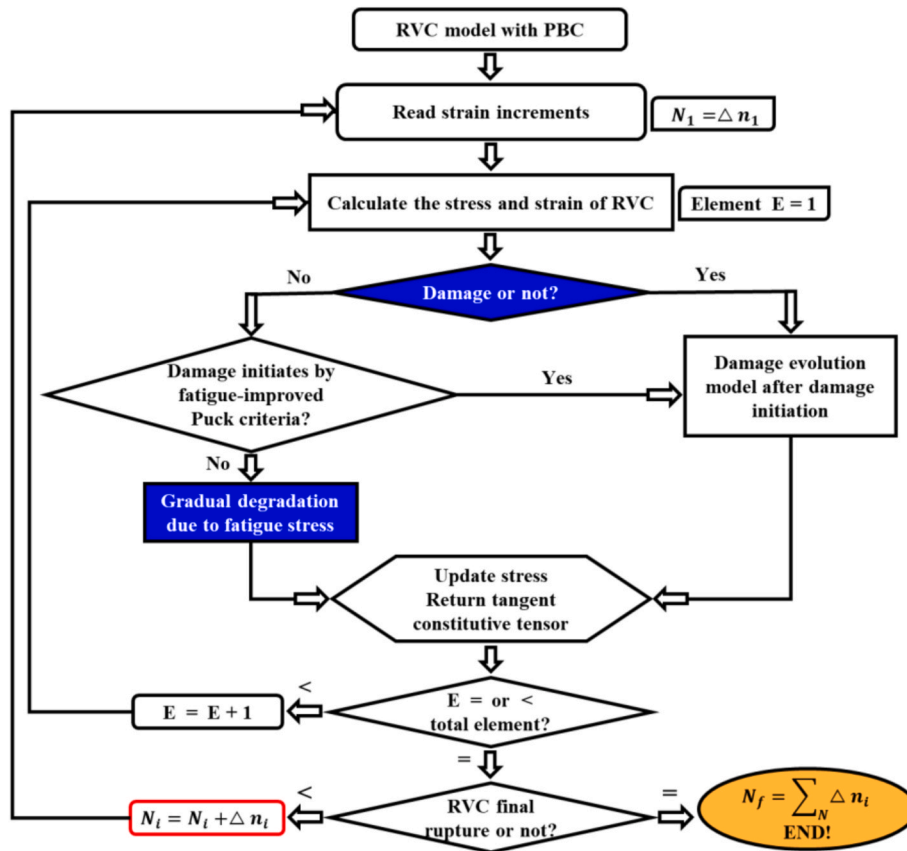 RVC model with PBC
Read strain increments
N₁ = △ n₁
Calculate the stress and strain of RVC
Element E = 1
No
Yes
Damage or not?
Damage initiates by
fatigue-improved
Puck criteria?
Yes
Damage evolution
model after damage
initiation
No
Gradual degradation
due to fatigue stress
Update stress
Return tangent
constitutive tensor
<
E = E + 1
E = or <
total element?
=
<
=
Nᵢ = Nᵢ + △ nᵢ
RVC final
rupture or not?
N_f = ∑_N △ nᵢ
END!